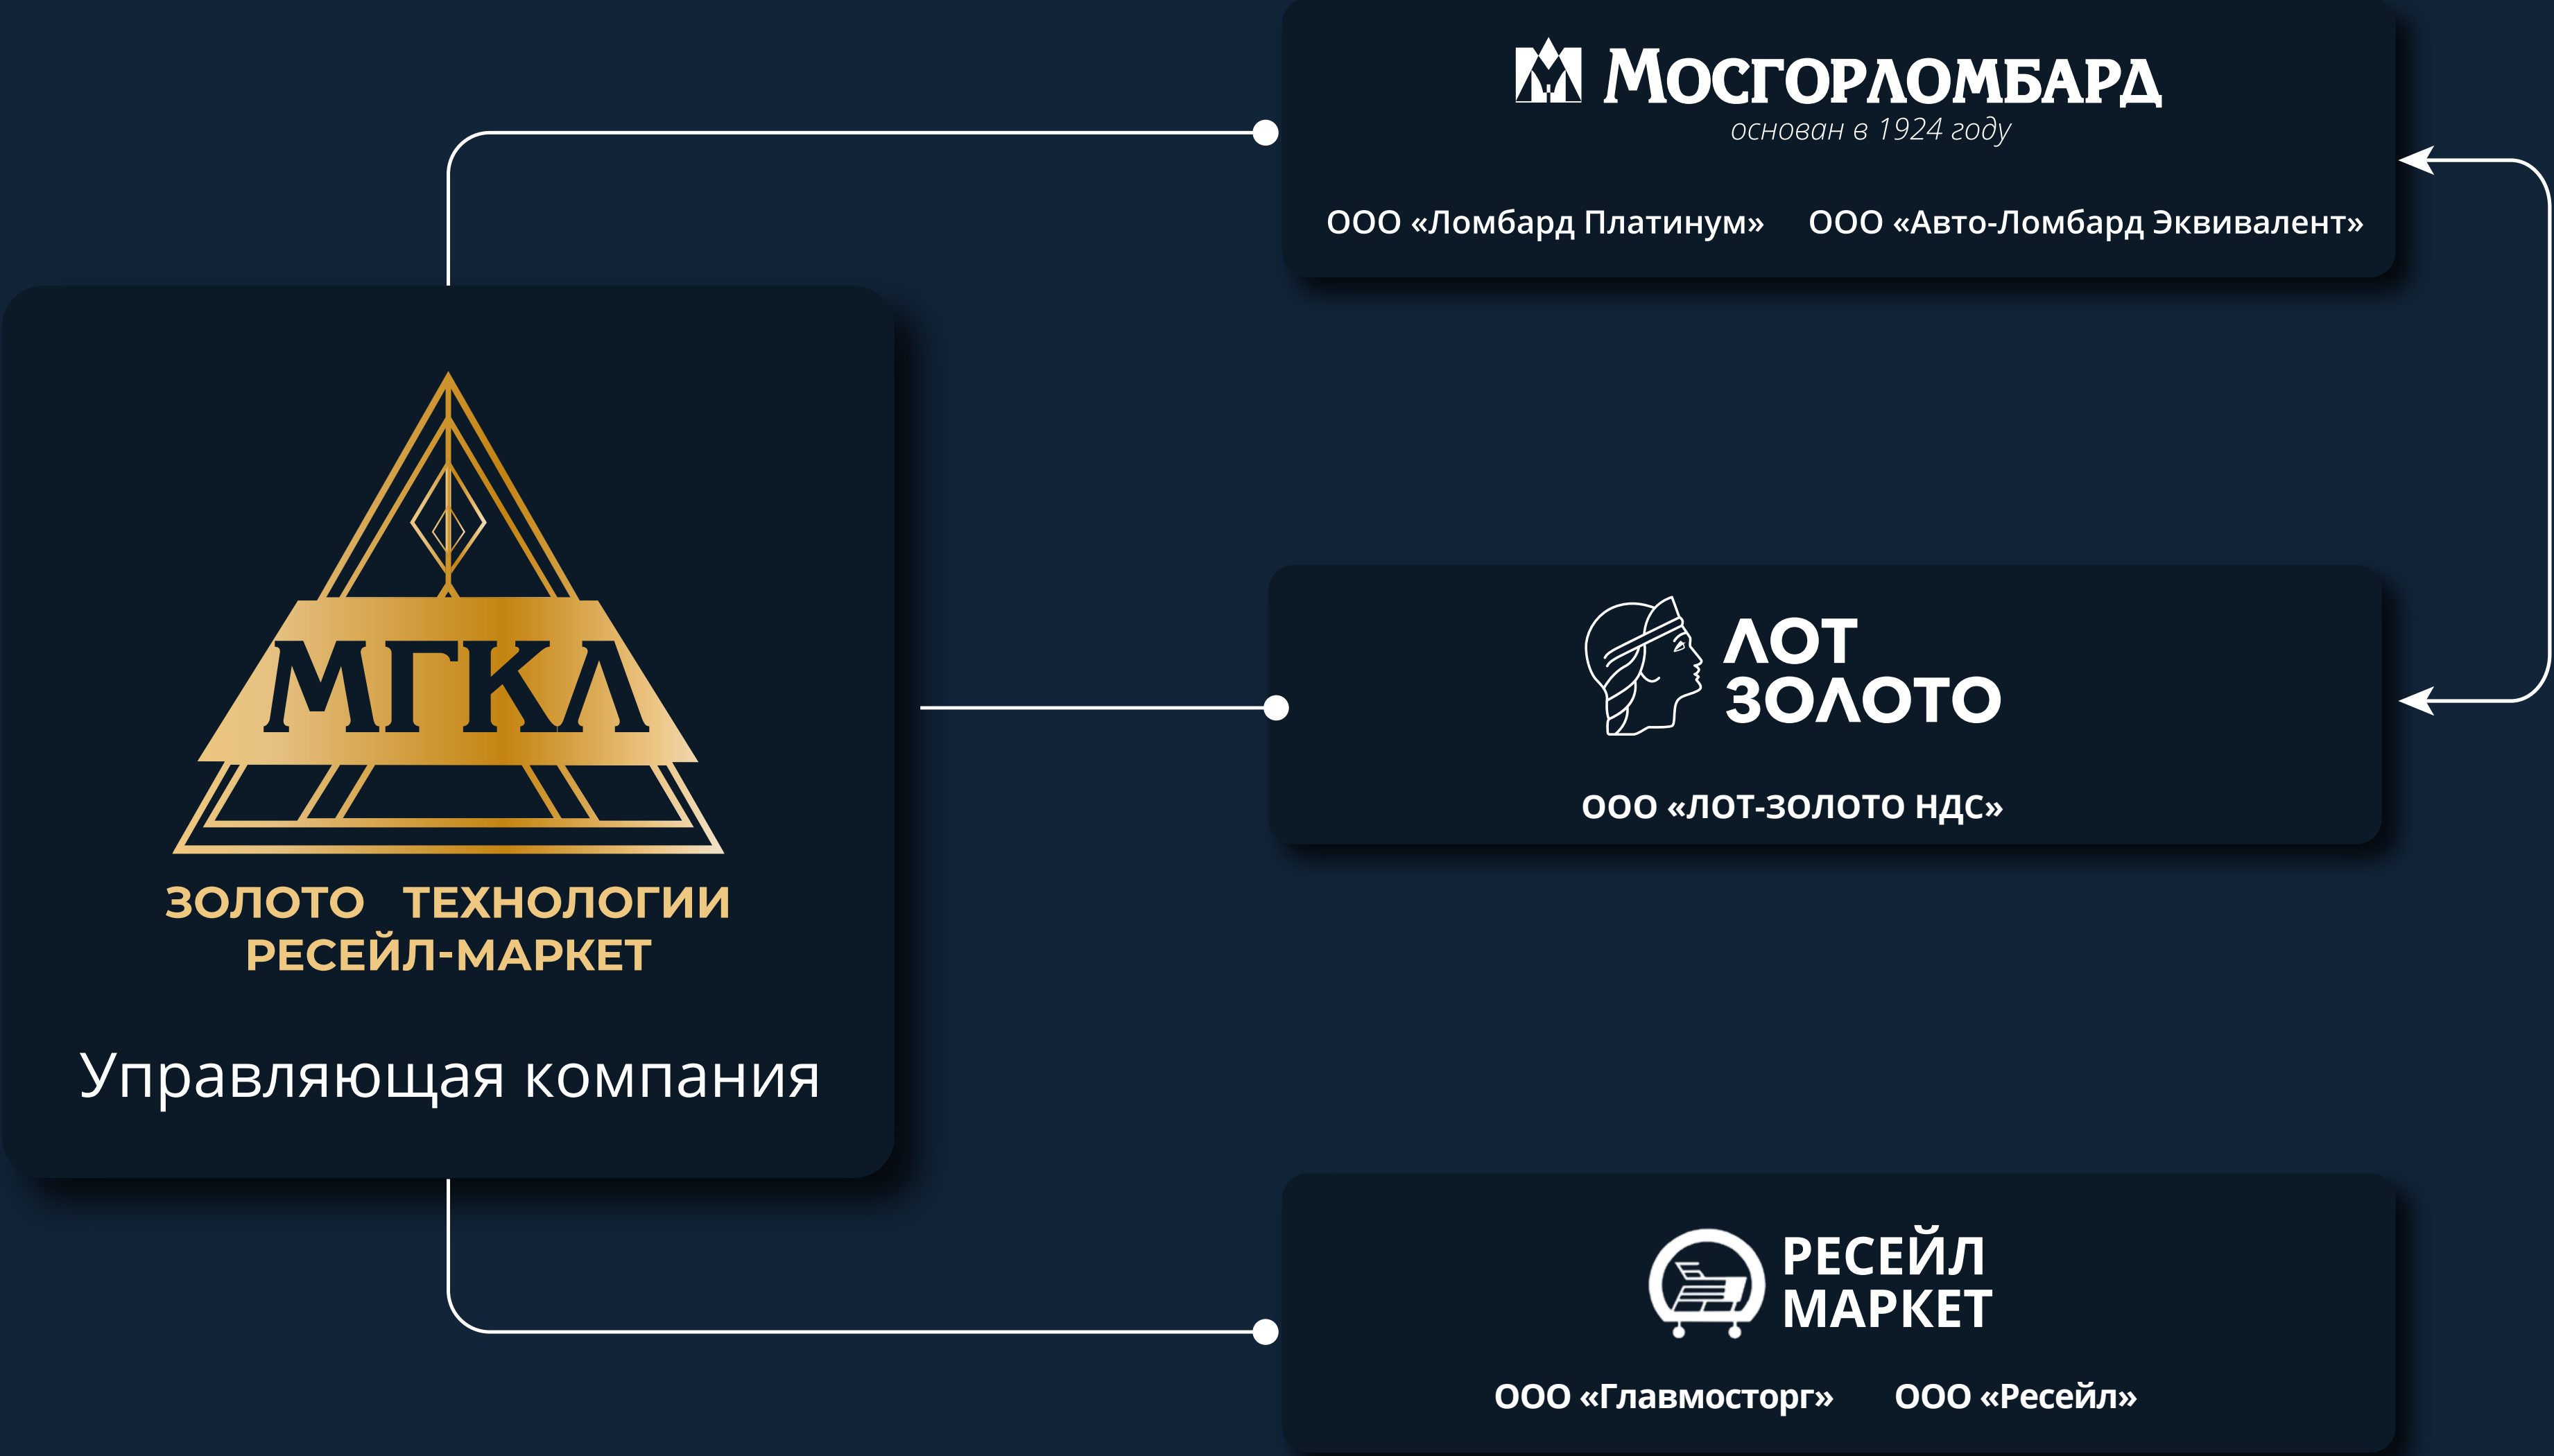 МГКЛ
ЗОЛОТО ТЕХНОЛОГИИ
РЕСЕЙЛ-МАРКЕТ
Управляющая компания
МОСГОРЛОМБАРД
основан в 1924 году
ООО «Ломбард Платинум» ООО «Авто-Ломбард Эквивалент»
ЛОТ
ЗОЛОТО
ООО «ЛОТ-ЗОЛОТО НДС»
РЕСЕЙЛ
МАРКЕТ
ООО «Главмосторг» ООО «Ресейл»